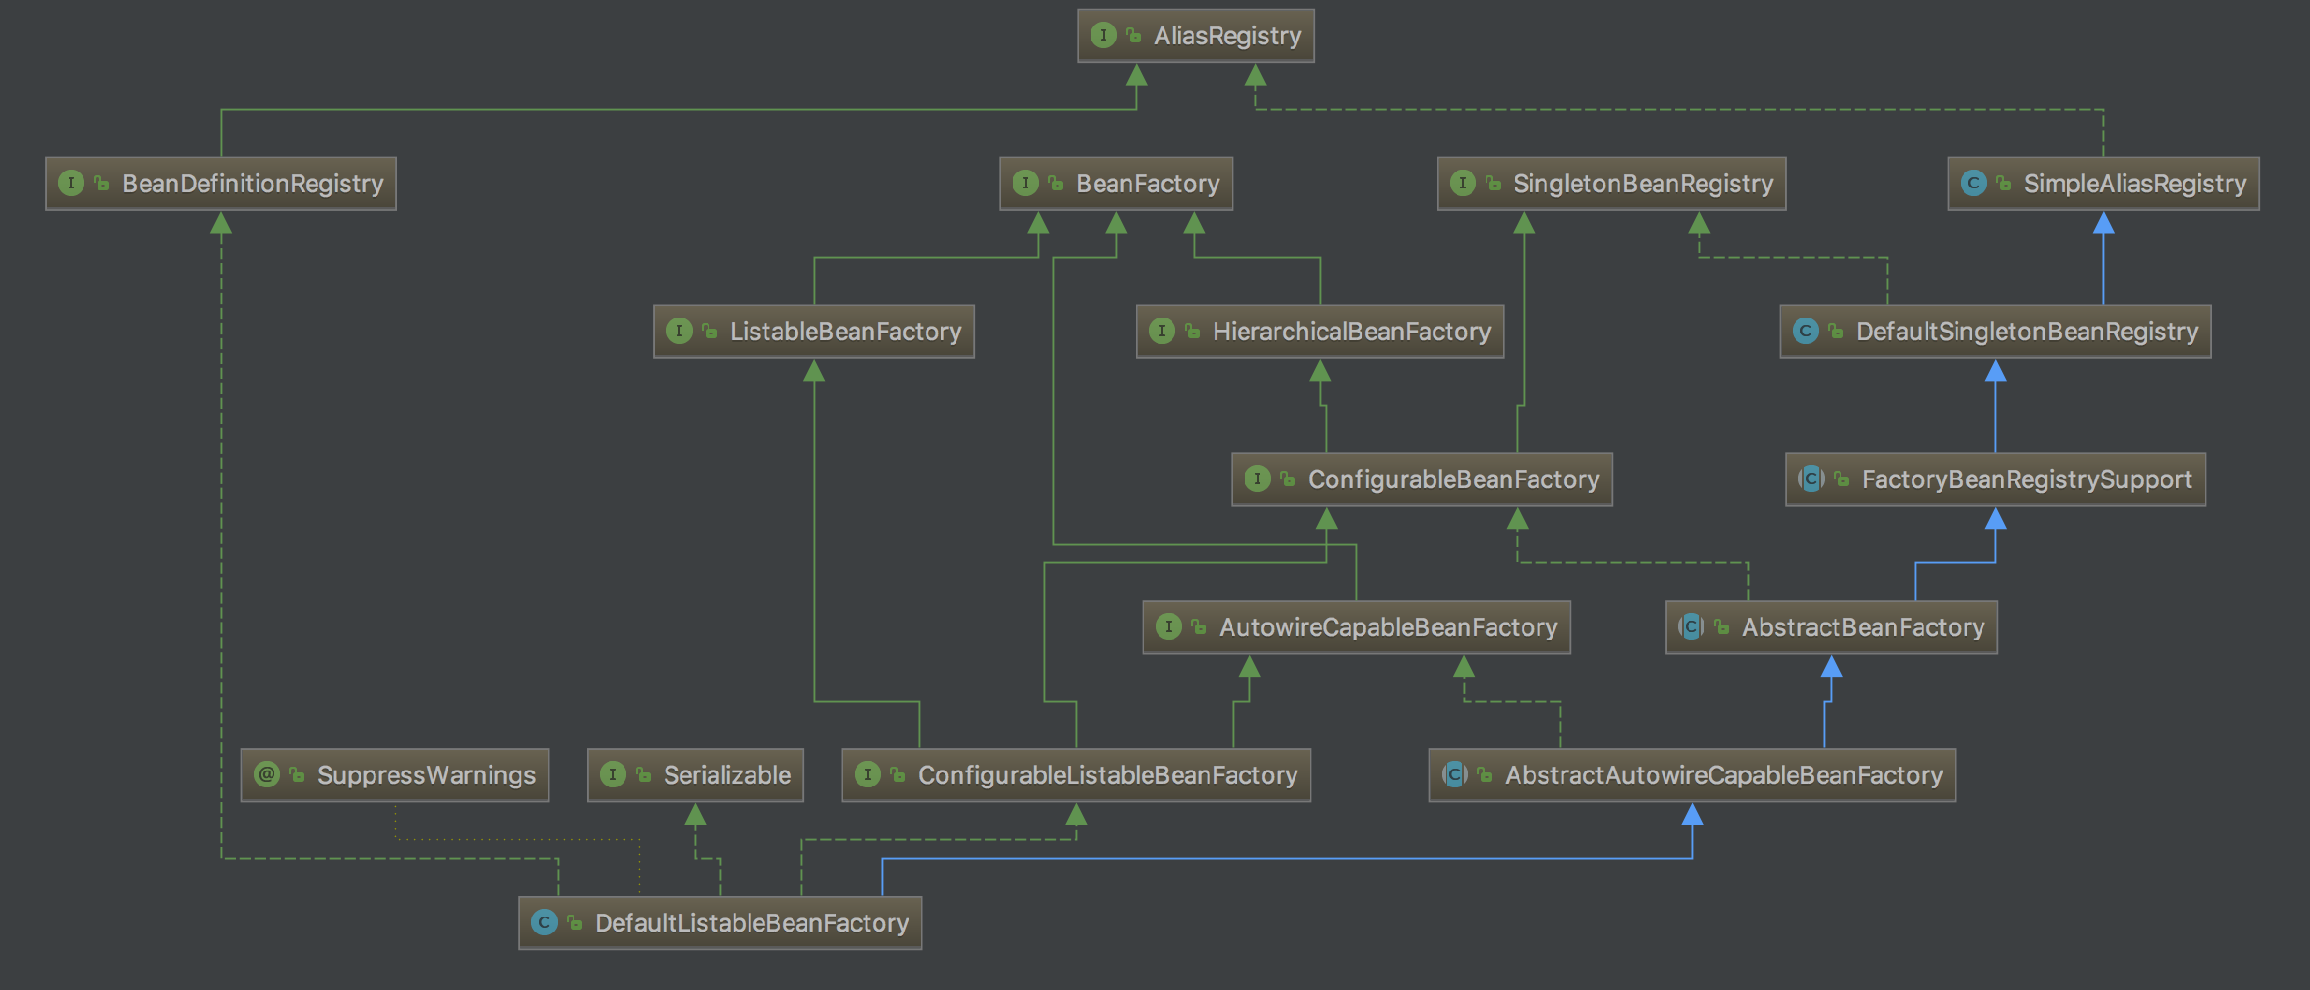 I AliasRegistry
I BeanDefinitionRegistry
I BeanFactory
I SingletonBeanRegistry
C SimpleAliasRegistry
I ListableBeanFactory
I HierarchicalBeanFactory
C DefaultSingletonBeanRegistry
I ConfigurableBeanFactory
C FactoryBeanRegistrySupport
I AutowireCapableBeanFactory
C AbstractBeanFactory
@ SuppressWarnings
I Serializable
I ConfigurableListableBeanFactory
C AbstractAutowireCapableBeanFactory
C DefaultListableBeanFactory